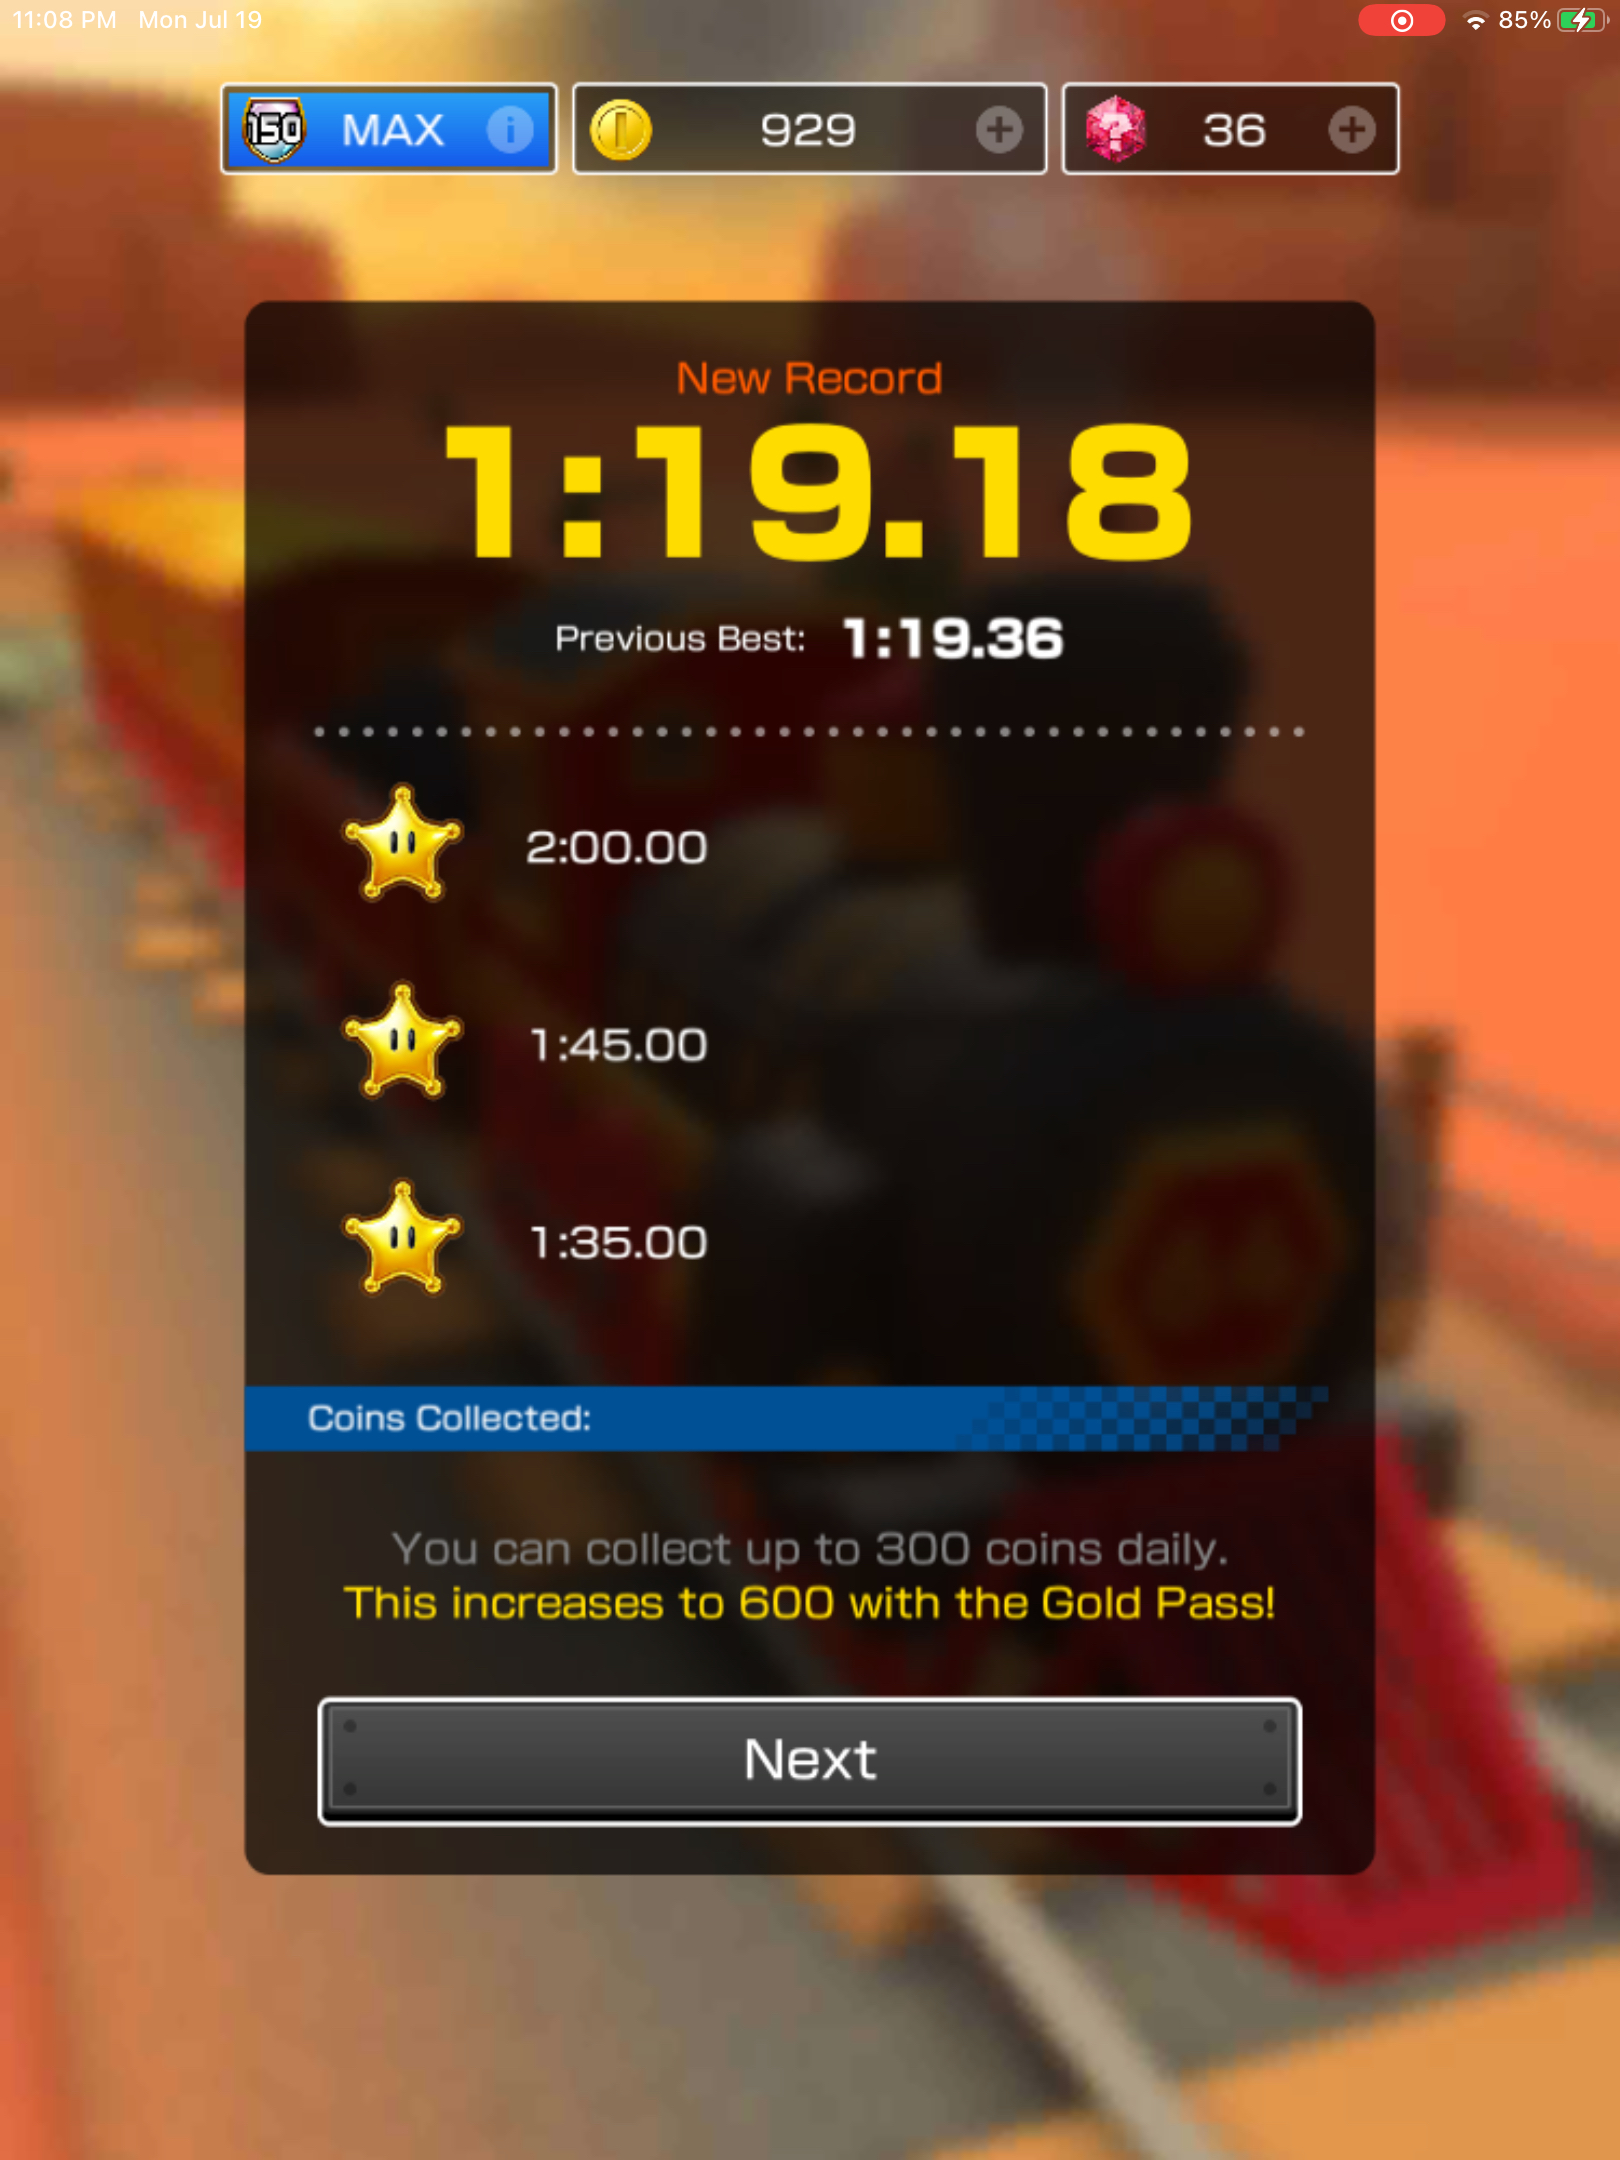 11:08 PM Mon Jul 19
85%
150 MAX i 929 + ? 36 +
New Record
1:19.18
Previous Best: 1:19.36
2:00.00
1:45.00
1:35.00
Coins Collected:
You can collect up to 300 coins daily.
This increases to 600 with the Gold Pass!
Next